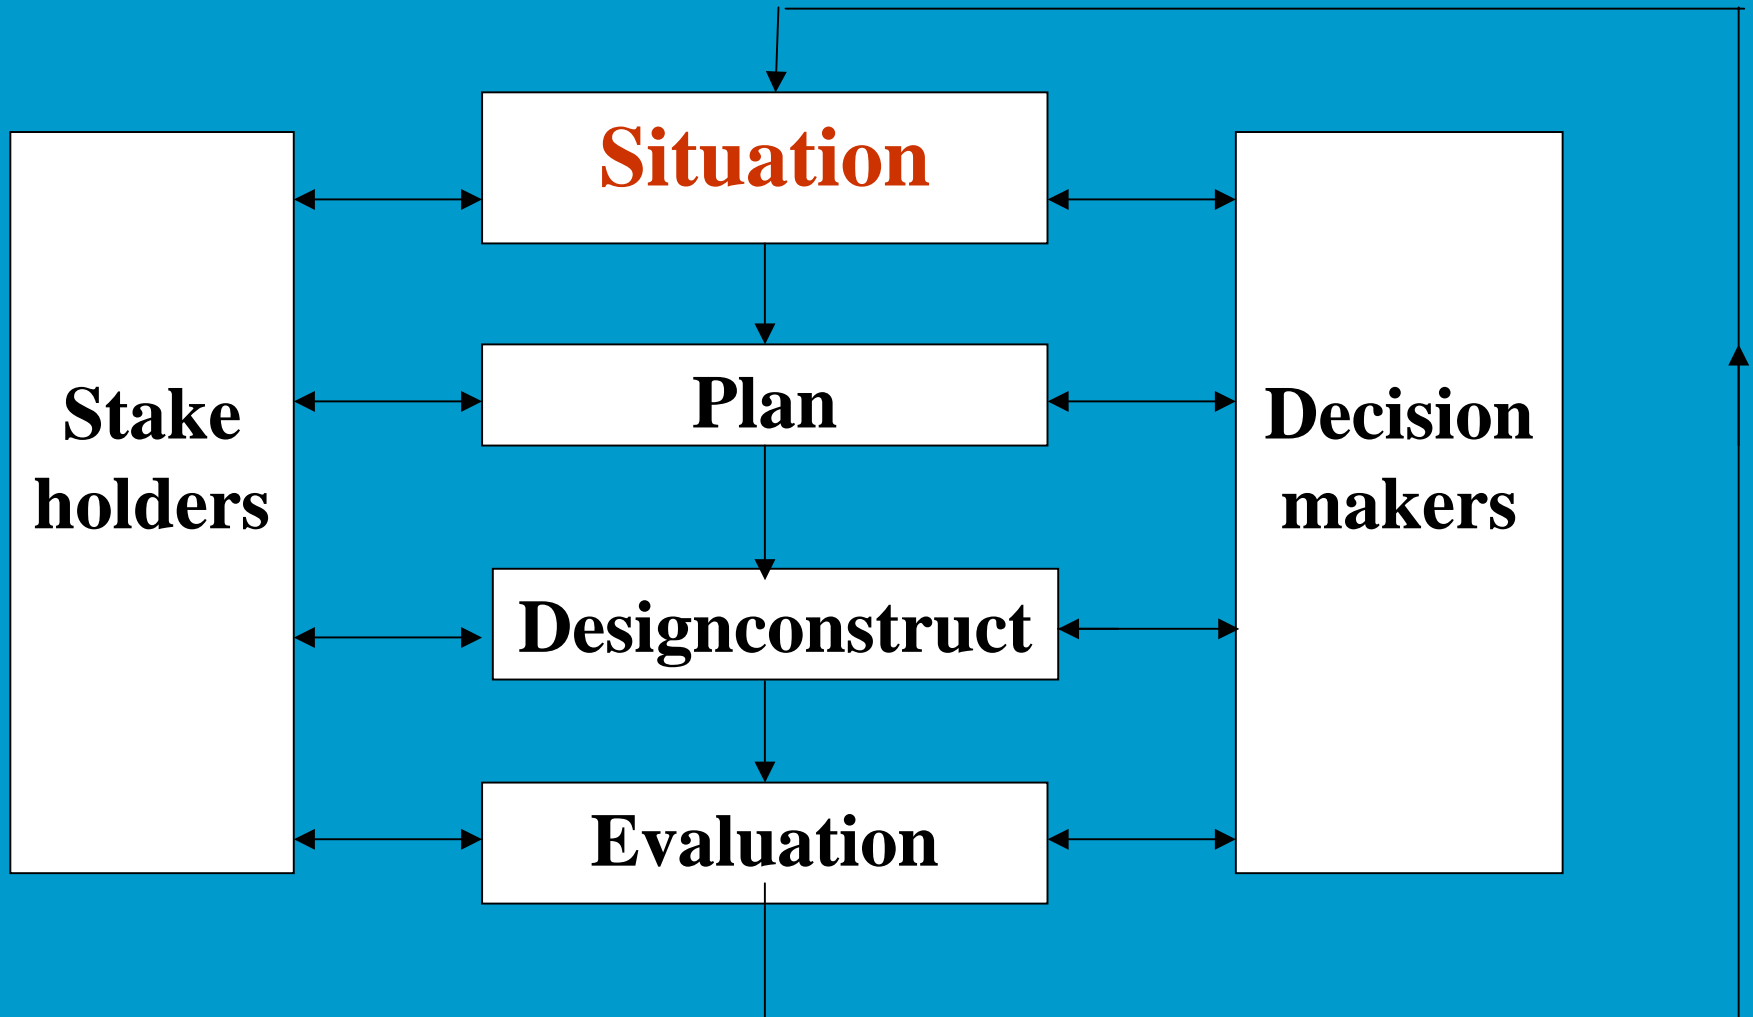 Situation
Stake
holders
Plan
Decision
makers
Designconstruct
Evaluation